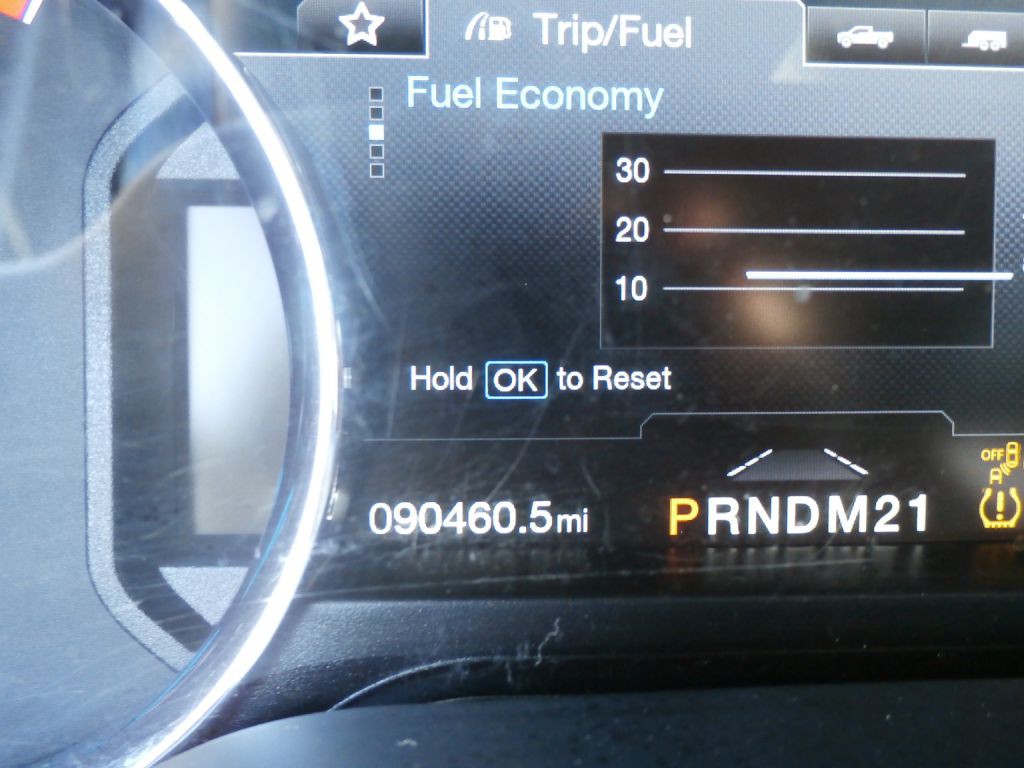 Trip/Fuel
Fuel Economy
30
20
10
Hold OK to Reset
OFF
090460.5mi
PRNDM21